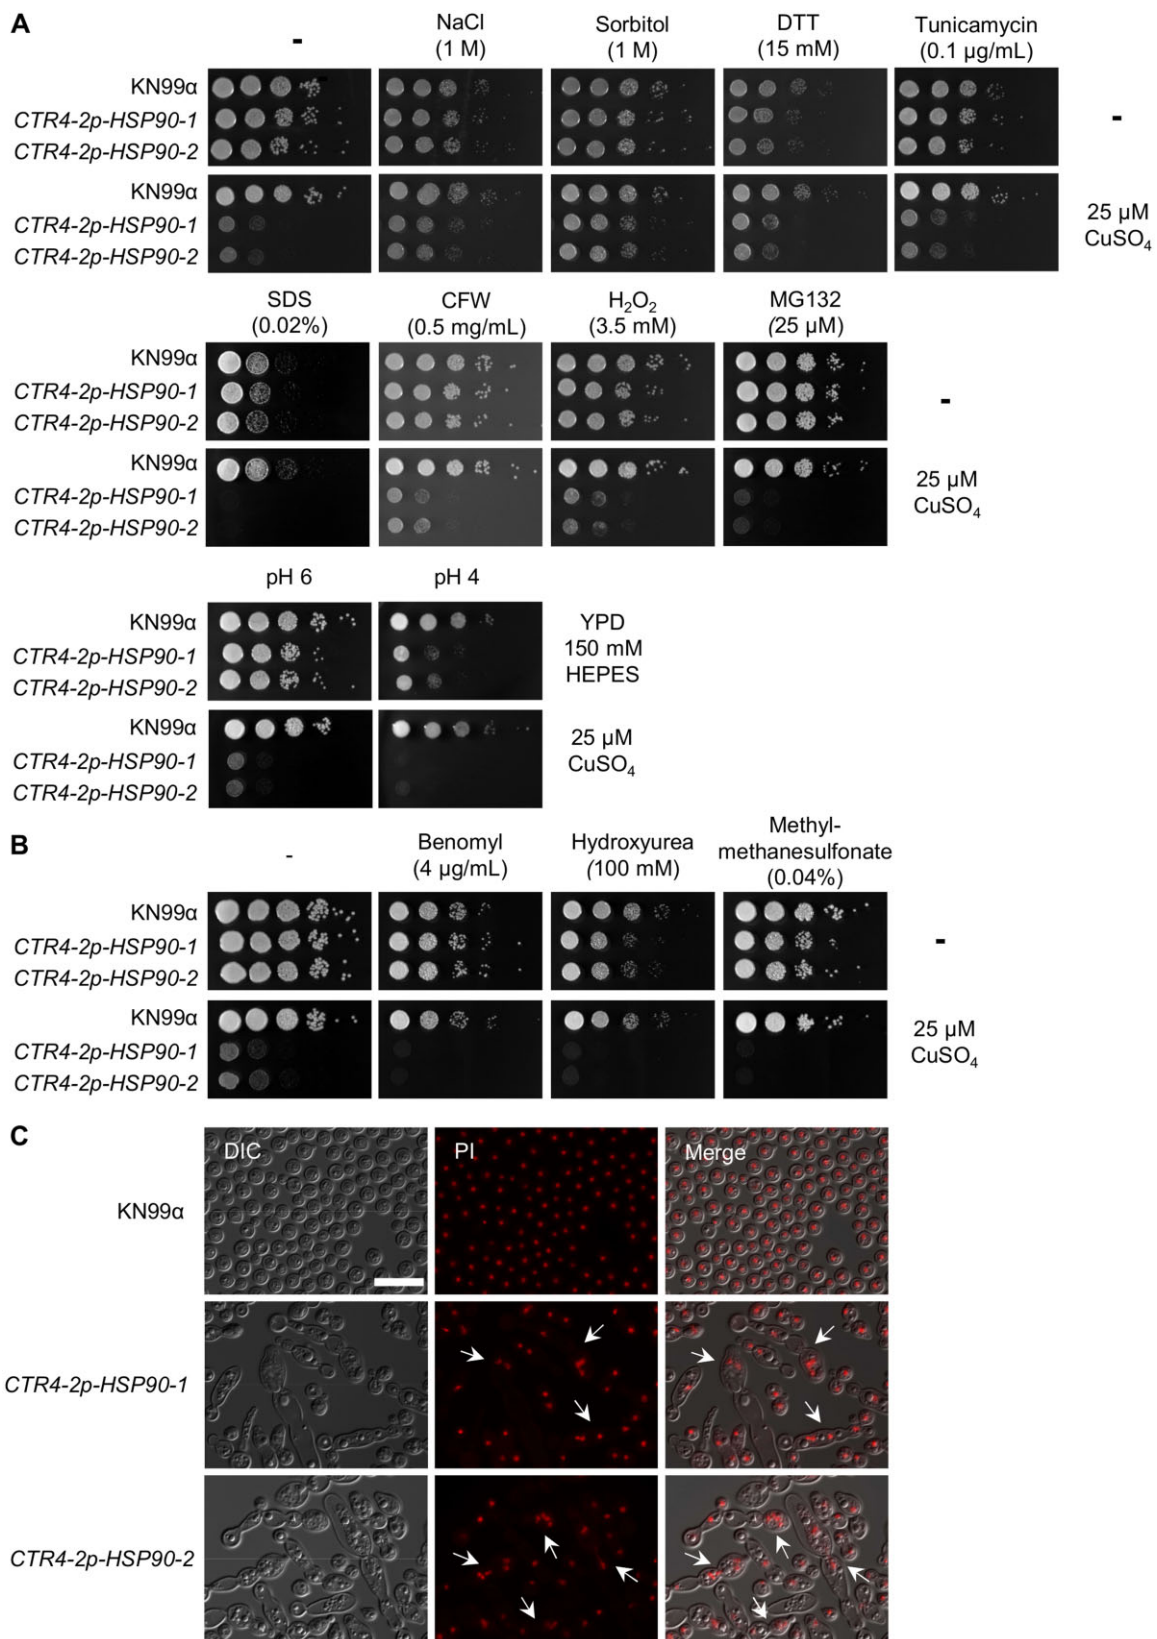 A
-
NaCl
(1 M)
Sorbitol
(1 M)
DTT
(15 mM)
Tunicamycin
(0.1 µg/mL)
KN99α
CTR4-2p-HSP90-1
CTR4-2p-HSP90-2
-
KN99α
CTR4-2p-HSP90-1
CTR4-2p-HSP90-2
25 µM
CuSO₄
SDS
(0.02%)
CFW
(0.5 mg/mL)
H₂O₂
(3.5 mM)
MG132
(25 µM)
KN99α
CTR4-2p-HSP90-1
CTR4-2p-HSP90-2
-
KN99α
CTR4-2p-HSP90-1
CTR4-2p-HSP90-2
25 µM
CuSO₄
pH 6
pH 4
KN99α
CTR4-2p-HSP90-1
CTR4-2p-HSP90-2
YPD
150 mM
HEPES
KN99α
CTR4-2p-HSP90-1
CTR4-2p-HSP90-2
25 µM
CuSO₄
B
-
Benomyl
(4 µg/mL)
Hydroxyurea
(100 mM)
Methyl-
methanesulfonate
(0.04%)
KN99α
CTR4-2p-HSP90-1
CTR4-2p-HSP90-2
-
KN99α
CTR4-2p-HSP90-1
CTR4-2p-HSP90-2
25 µM
CuSO₄
C
DIC
PI
Merge
KN99α
CTR4-2p-HSP90-1
CTR4-2p-HSP90-2